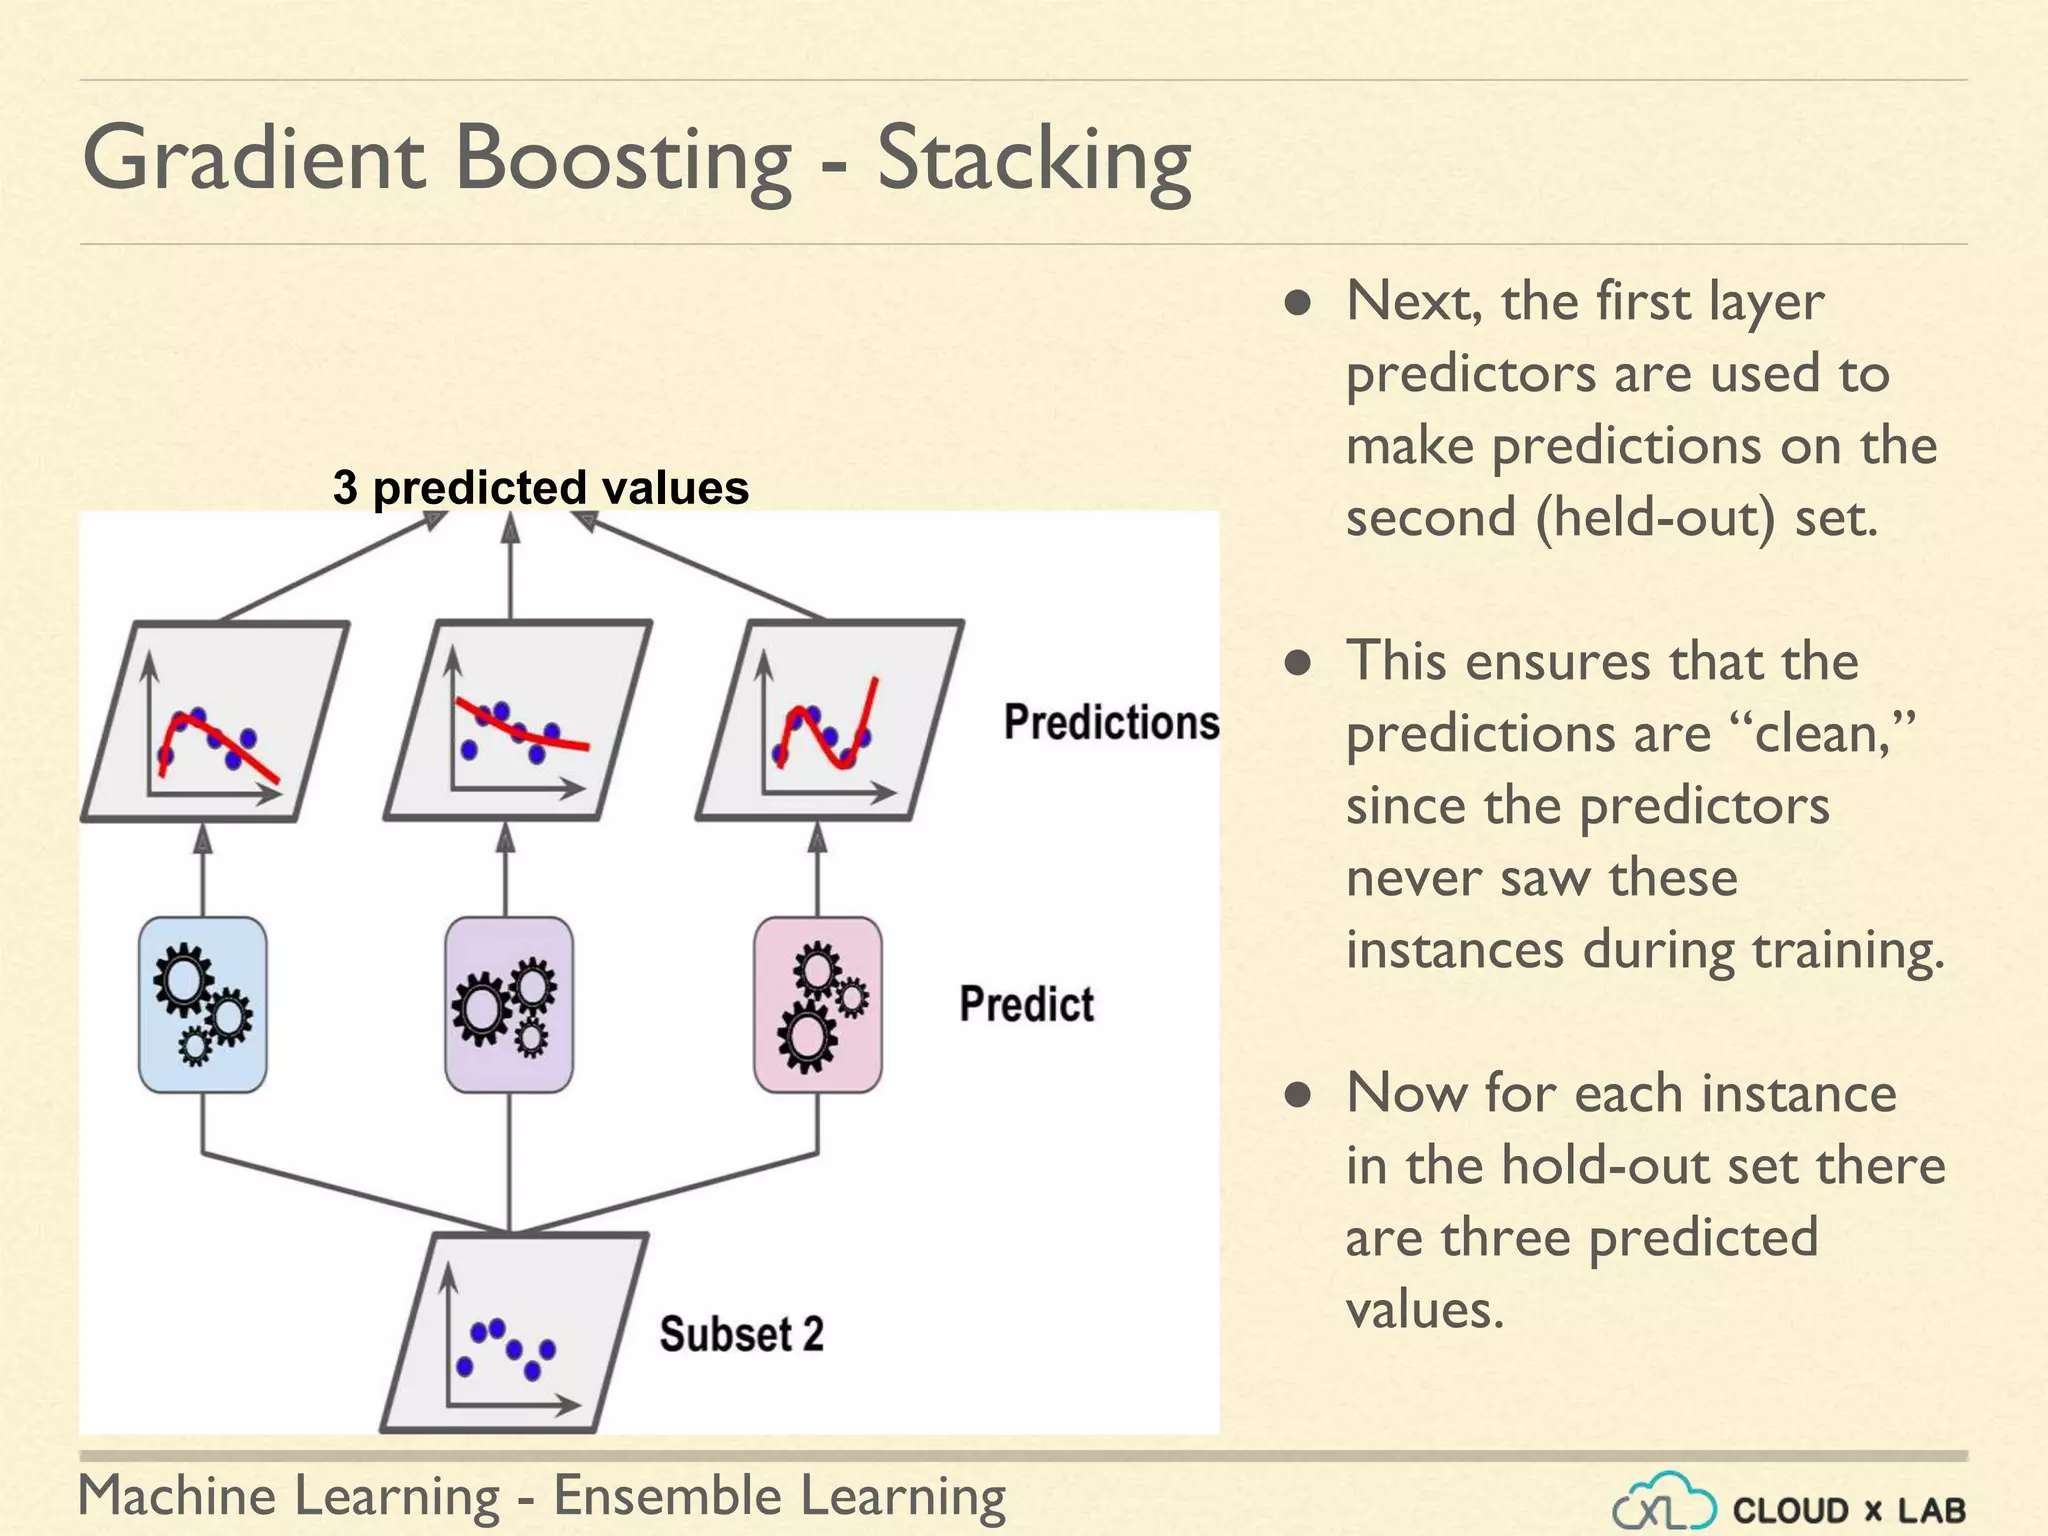 Gradient Boosting - Stacking
3 predicted values
Predictions
Predict
Subset 2
● Next, the first layer
predictors are used to
make predictions on the
second (held-out) set.
● This ensures that the
predictions are “clean,”
since the predictors
never saw these
instances during training.
● Now for each instance
in the hold-out set there
are three predicted
values.
Machine Learning - Ensemble Learning
XL CLOUD x LAB